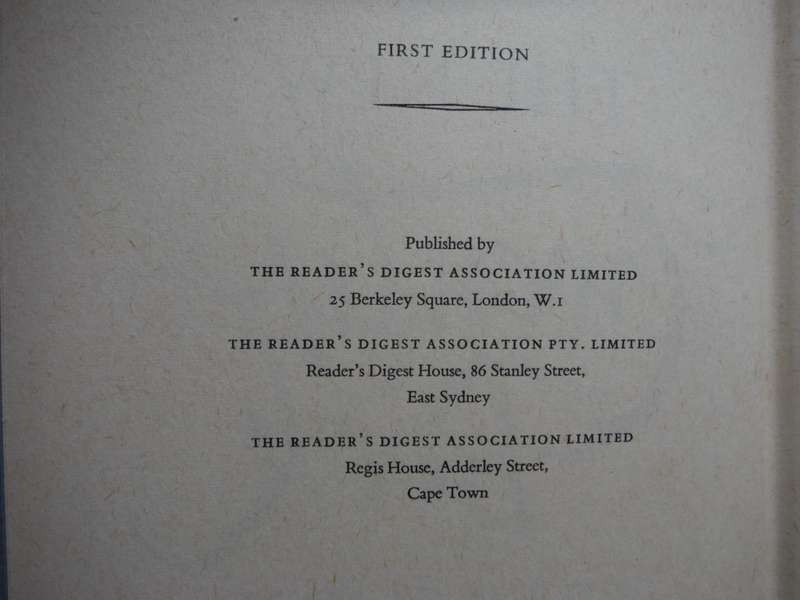 FIRST EDITION
Published by
THE READER'S DIGEST ASSOCIATION LIMITED
25 Berkeley Square, London, W.1
THE READER'S DIGEST ASSOCIATION PTY. LIMITED
Reader's Digest House, 86 Stanley Street,
East Sydney
THE READER'S DIGEST ASSOCIATION LIMITED
Regis House, Adderley Street,
Cape Town